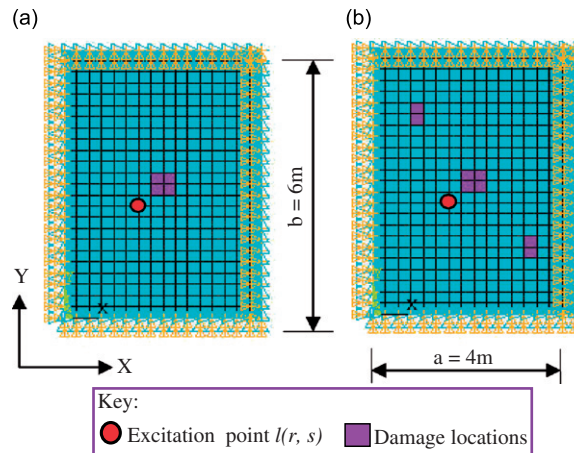 (a)
(b)
b = 6m
Y
X
X
X
a = 4m
Key:
Excitation point l(r, s)
Damage locations